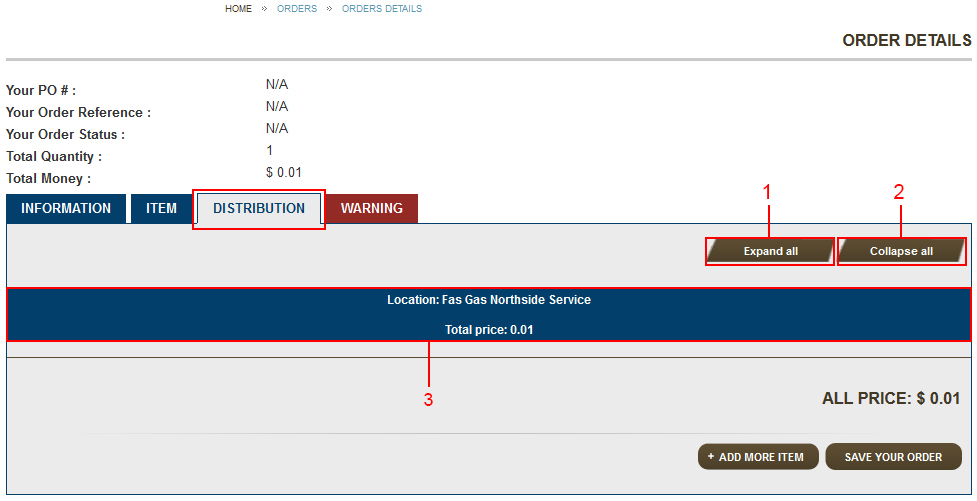 HOME » ORDERS » ORDERS DETAILS
ORDER DETAILS
Your PO # : N/A
Your Order Reference : N/A
Your Order Status : N/A
Total Quantity : 1
Total Money : $ 0.01
INFORMATION ITEM DISTRIBUTION WARNING
1 2
Expand all Collapse all
Location: Fas Gas Northside Service
Total price: 0.01
3
ALL PRICE: $ 0.01
+ ADD MORE ITEM SAVE YOUR ORDER